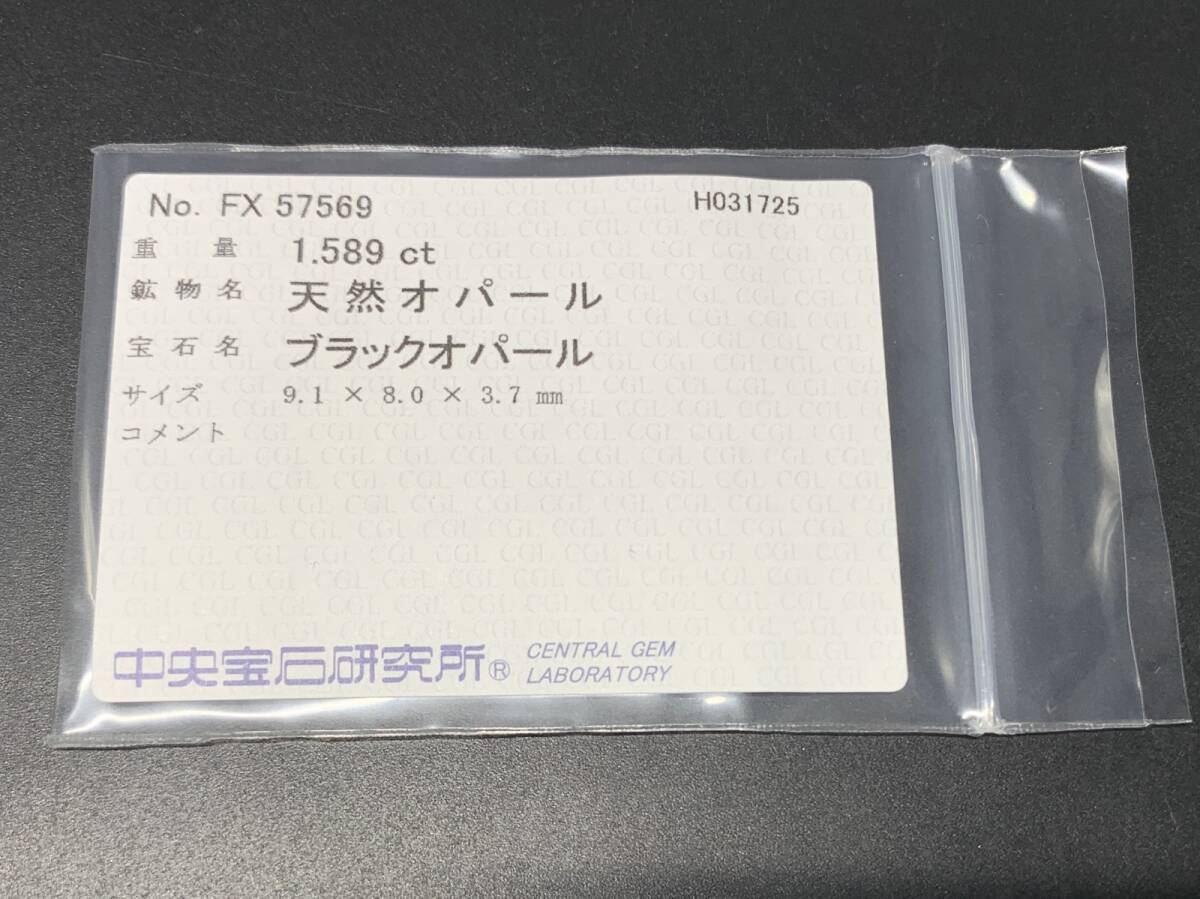 No. FX 57569 H031725
重 量 1.589 ct
鉱物名 天然オパール
宝石名 ブラックオパール
サイズ 9.1 × 8.0 × 3.7 mm
コメント
中央宝石研究所® CENTRAL GEM
LABORATORY